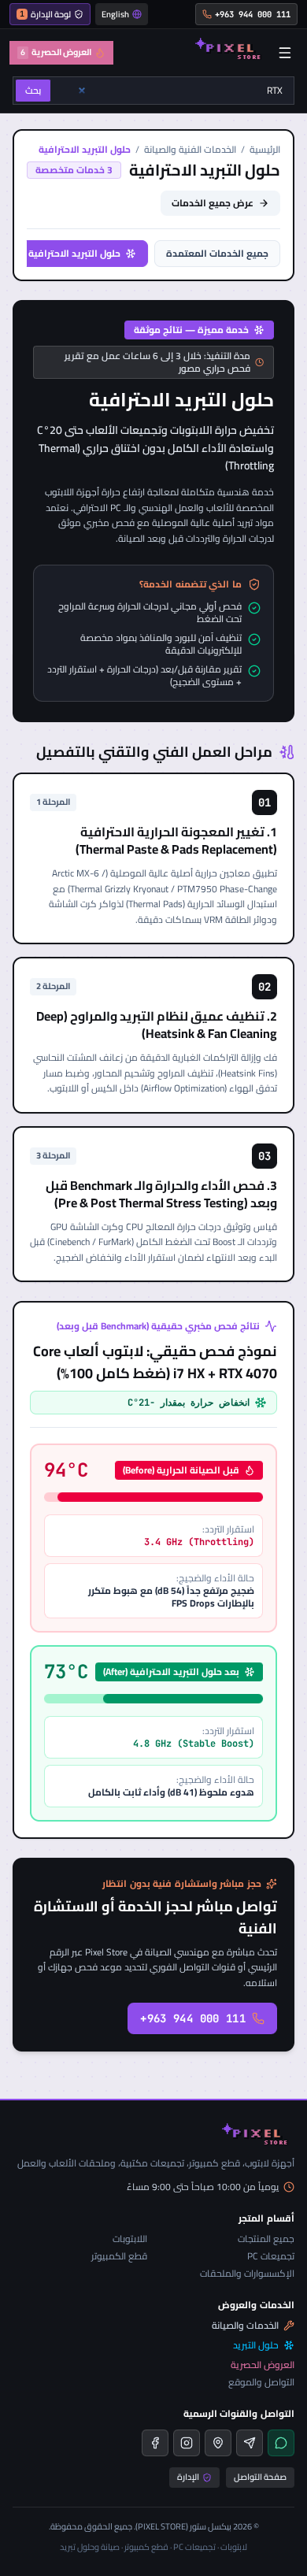 +963 944 000 111
English
لوحة الإدارة 1
PIXEL
STORE
العروض الحصرية 6
RTX
بحث
الرئيسية / الخدمات الفنية والصيانة / حلول التبريد الاحترافية
حلول التبريد الاحترافية
3 خدمات متخصصة
عرض جميع الخدمات
جميع الخدمات المعتمدة
حلول التبريد الاحترافية
خدمة مميزة — نتائج موثقة
مدة التنفيذ: خلال 3 إلى 6 ساعات عمل مع تقرير
فحص حراري مصور
حلول التبريد الاحترافية
تخفيض حرارة اللابتوبات وتجميعات الألعاب حتى 20°C
واستعادة الأداء الكامل بدون اختناق حراري (Thermal
Throttling)
خدمة هندسية متكاملة لمعالجة ارتفاع حرارة أجهزة اللابتوب
المخصصة للألعاب والعمل الهندسي والـ PC الاحترافي. نعتمد
مواد تبريد أصلية عالية الموصلية مع فحص مخبري موثق
لدرجات الحرارة والترددات قبل وبعد الصيانة.
ما الذي تتضمنه الخدمة؟
فحص أولي مجاني لدرجات الحرارة وسرعة المراوح
تحت الضغط
تنظيف آمن للبورد والمنافذ بمواد مخصصة
للإلكترونيات الدقيقة
تقرير مقارنة قبل/بعد (درجات الحرارة + استقرار التردد
+ مستوى الضجيج)
مراحل العمل الفني والتقني بالتفصيل
01
المرحلة 1
1. تغيير المعجونة الحرارية الاحترافية
(Thermal Paste & Pads Replacement)
تطبيق معاجين حرارية أصلية عالية الموصلية (Arctic MX-6 /
Thermal Grizzly Kryonaut / PTM7950 Phase-Change) مع
استبدال الوسائد الحرارية (Thermal Pads) لذواكر كرت الشاشة
ودوائر الطاقة VRM بسماكات دقيقة.
02
المرحلة 2
2. تنظيف عميق لنظام التبريد والمراوح (Deep
Heatsink & Fan Cleaning)
فك وإزالة التراكمات الغبارية الدقيقة من زعانف المشتت النحاسي
(Heatsink Fins)، تنظيف المراوح وتشحيم المحاور، وضبط مسار
تدفق الهواء (Airflow Optimization) داخل الكيس أو اللابتوب.
03
المرحلة 3
3. فحص الأداء والحرارة والـ Benchmark قبل
وبعد (Pre & Post Thermal Stress Testing)
قياس وتوثيق درجات حرارة المعالج CPU وكرت الشاشة GPU
وترددات الـ Boost تحت الضغط الكامل (Cinebench / FurMark) قبل
البدء وبعد الانتهاء لضمان استقرار الأداء وانخفاض الضجيج.
نتائج فحص مخبري حقيقية (Benchmark قبل وبعد)
نموذج فحص حقيقي: لابتوب ألعاب Core
i7 HX + RTX 4070 (ضغط كامل 100%)
انخفاض حرارة بمقدار -21°C
قبل الصيانة الحرارية (Before)
94°C
استقرار التردد:
3.4 GHz (Throttling)
حالة الأداء والضجيج:
ضجيج مرتفع جداً (54 dB) مع هبوط متكرر
بالإطارات FPS Drops
بعد حلول التبريد الاحترافية (After)
73°C
استقرار التردد:
4.8 GHz (Stable Boost)
حالة الأداء والضجيج:
هدوء ملحوظ (41 dB) وأداء ثابت بالكامل
حجز مباشر واستشارة فنية بدون انتظار
تواصل مباشر لحجز الخدمة أو الاستشارة
الفنية
تحدث مباشرة مع مهندسي الصيانة في Pixel Store عبر الرقم
الرئيسي أو قنوات التواصل الفوري لتحديد موعد فحص جهازك أو
استلامه.
+963 944 000 111
PIXEL
STORE
أجهزة لابتوب، قطع كمبيوتر، تجميعات مكتبية، وملحقات الألعاب والعمل
يومياً من 10:00 صباحاً حتى 9:00 مساءً
أقسام المتجر
جميع المنتجات
اللابتوبات
تجميعات PC
قطع الكمبيوتر
الإكسسوارات والملحقات
الخدمات والعروض
الخدمات والصيانة
حلول التبريد
العروض الحصرية
التواصل والموقع
التواصل والقنوات الرسمية
صفحة التواصل
الإدارة
© 2026 بيكسل ستور (PIXEL STORE). جميع الحقوق محفوظة.
لابتوبات · تجميعات PC · قطع كمبيوتر · صيانة وحلول تبريد